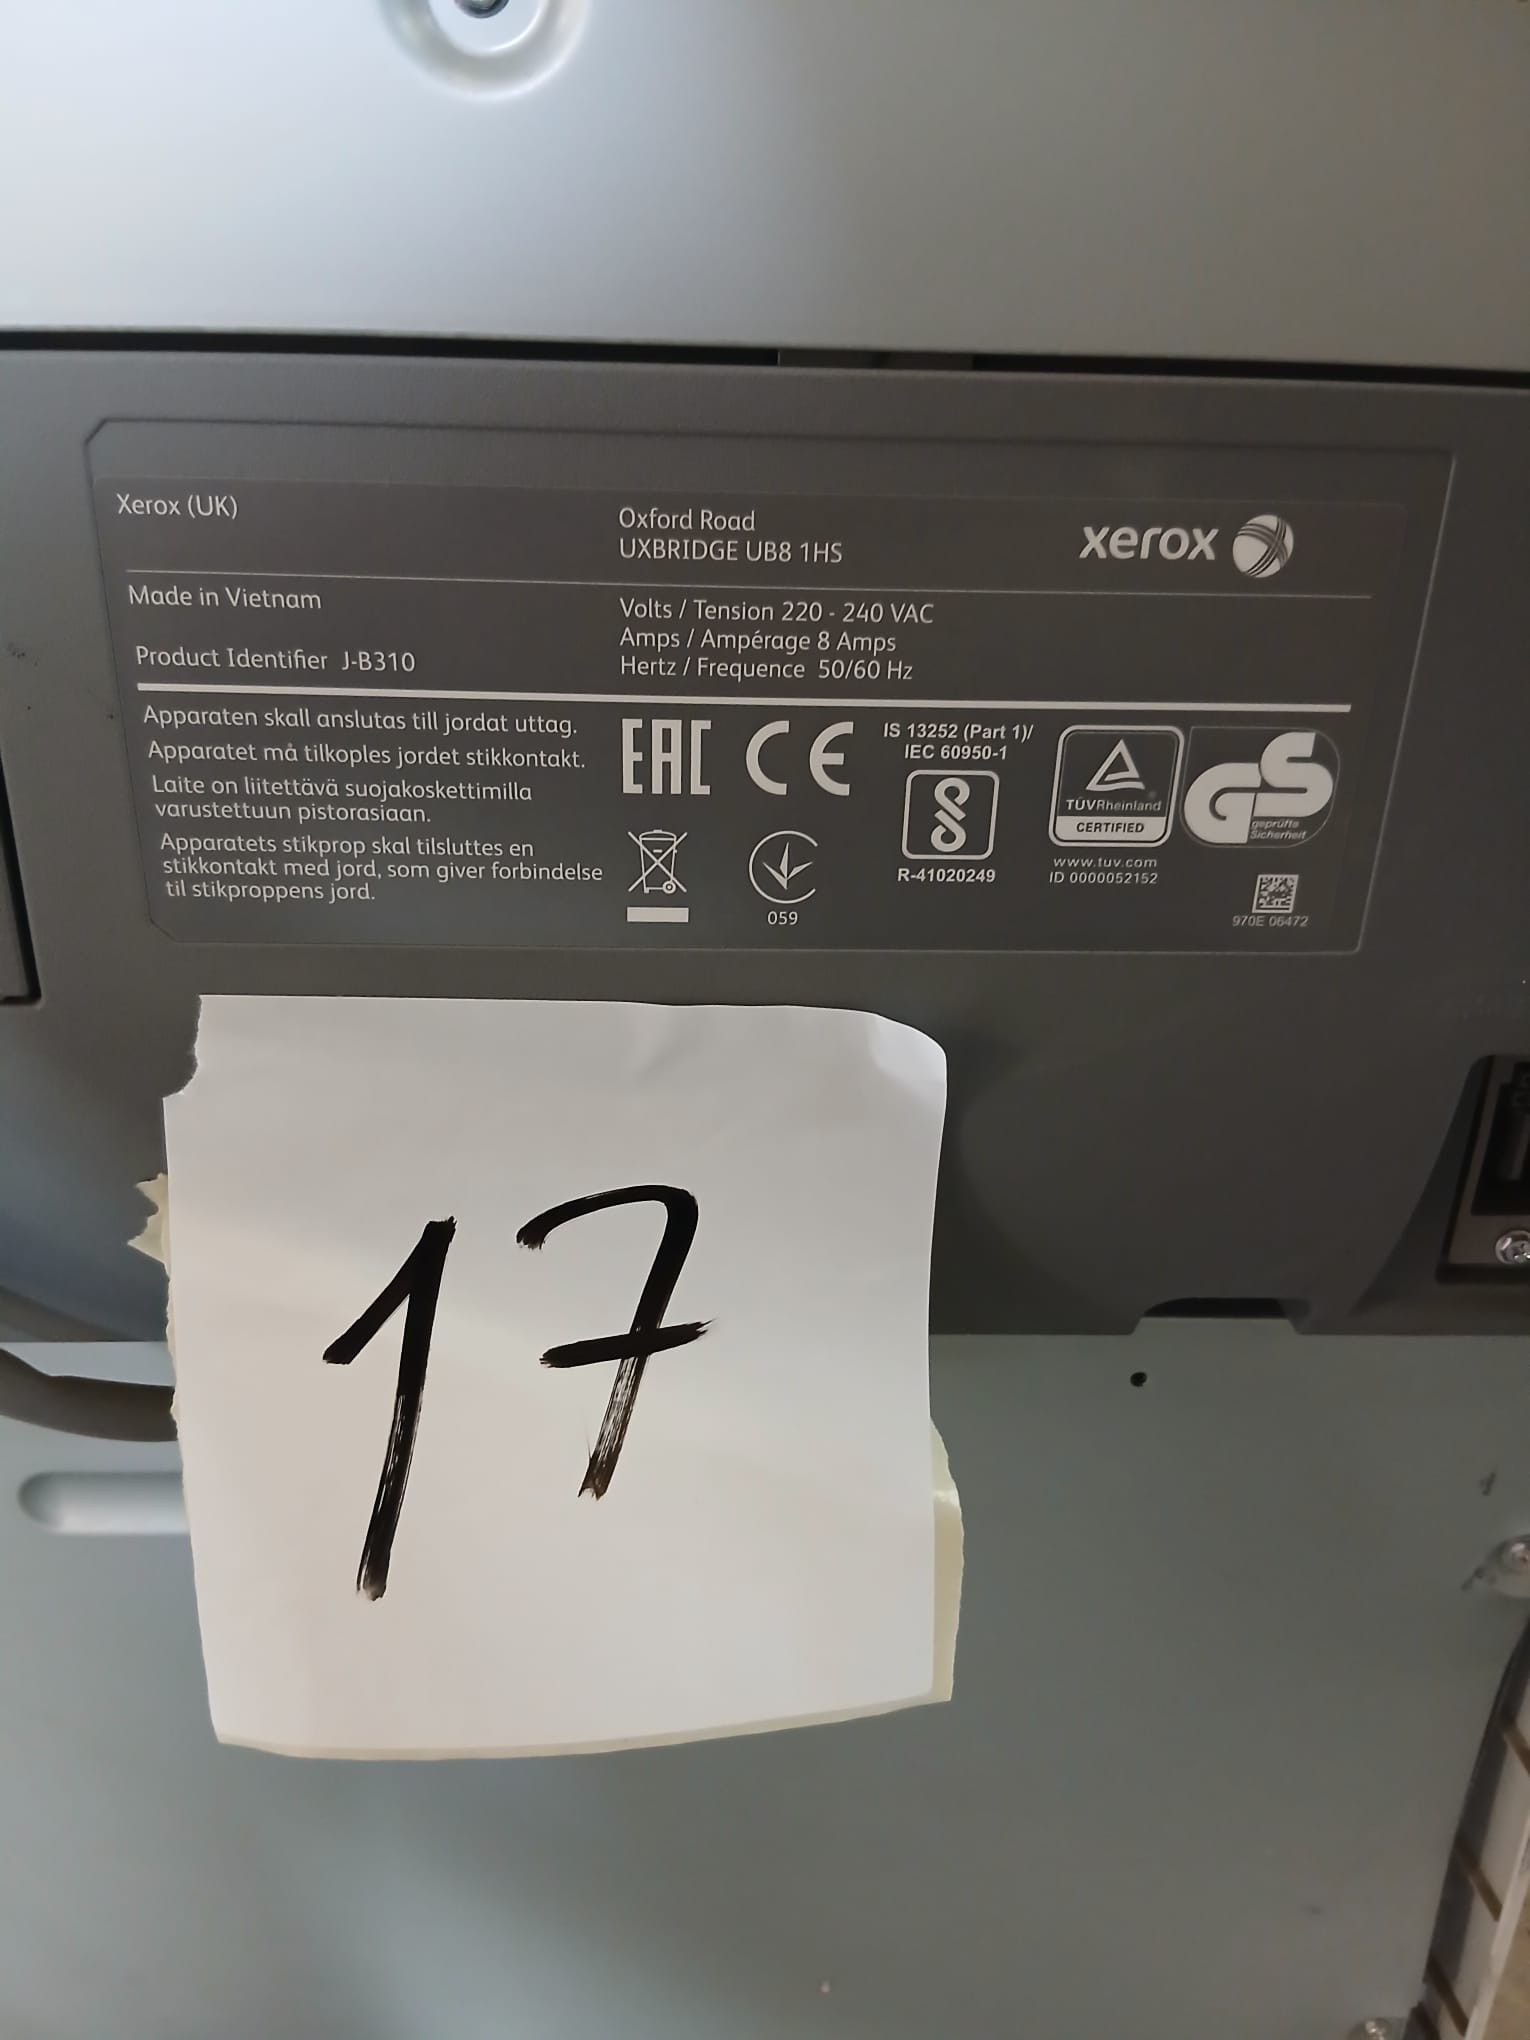 Xerox (UK)
Oxford Road
UXBRIDGE UB8 1HS
xerox
Made in Vietnam
Product Identifier J-B310
Volts / Tension 220 - 240 VAC
Amps / Ampérage 8 Amps
Hertz / Frequence 50/60 Hz
Apparaten skall anslutas till jordat uttag.
Apparatet må tilkoples jordet stikkontakt.
Laite on liitettävä suojakoskettimilla
varustettuun pistorasiaan.
Apparatets stikprop skal tilsluttes en
stikkontakt med jord, som giver forbindelse
til stikproppens jord.
EAC
CE
059
IS 13252 (Part 1)/
IEC 60950-1
R-41020249
TÜVRheinland
CERTIFIED
www.tuv.com
ID 0000052152
GS
geprüfte
Sicherheit
970E 06472
17